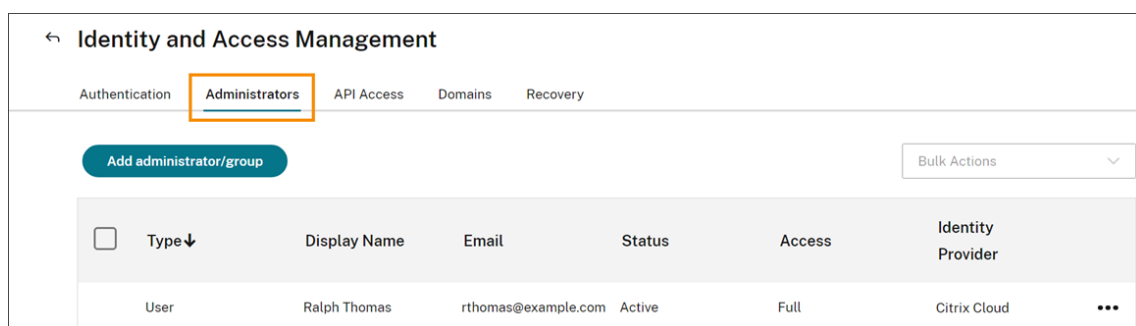 Identity and Access Management
Authentication Administrators API Access Domains Recovery
Add administrator/group Bulk Actions
Type Display Name Email Status Access Identity Provider
User Ralph Thomas rthomas@example.com Active Full Citrix Cloud